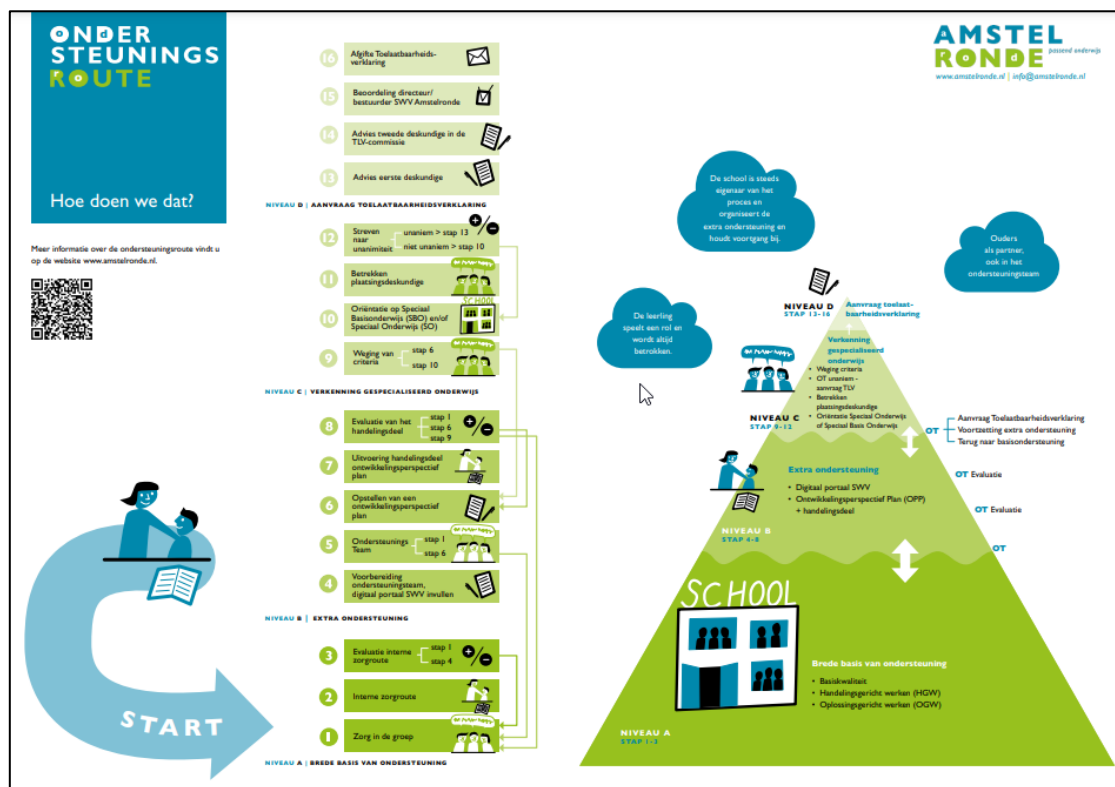 ONDER
STEUNINGS
ROUTE
Hoe doen we dat?
Meer informatie over de ondersteuningsroute vindt u
op de website www.amstelronde.nl.
START
16
Afgifte Toelaatbaarheids-
verklaring
15
Beoordeling directeur/
bestuurder SWV Amstelronde
14
Advies tweede deskundige in de
TLV-commissie
13
Advies eerste deskundige
NIVEAU D | AANVRAAG TOELAATBAARHEIDSVERKLARING
12
Streven
naar
unanimiteit
unaniem > stap 13
niet unaniem > stap 10
11
Betrekken
plaatsingsdeskundige
SCHOOL
10
Oriëntatie op Speciaal
Basisonderwijs (SBO) en/of
Speciaal Onderwijs (SO)
9
Weging van
criteria
stap 6
stap 10
NIVEAU C | VERKENNING GESPECIALISEERD ONDERWIJS
8
Evaluatie van het
handelingsdeel
stap 1
stap 6
stap 9
7
Uitvoering handelingsdeel
ontwikkelingsperspectief
plan
6
Opstellen van een
ontwikkelingsperspectief
plan
5
Ondersteunings
Team
stap 1
stap 6
4
Voorbereiding
ondersteuningsteam,
digitaal portaal SWV invullen
NIVEAU B | EXTRA ONDERSTEUNING
3
Evaluatie interne
zorgroute
stap 1
stap 4
2
Interne zorgroute
1
Zorg in de groep
NIVEAU A | BREDE BASIS VAN ONDERSTEUNING
AMSTEL
RONDE
passend onderwijs
www.amstelronde.nl | info@amstelronde.nl
De school is steeds
eigenaar van het
proces en
organiseert de
extra ondersteuning en
houdt voortgang bij.
Ouders
als partner,
ook in het
ondersteuningsteam
De leerling
speelt een rol en
wordt altijd
betrokken.
NIVEAU D
STAP 13-16
Aanvraag toelaat-
baarheidsverklaring
Verkenning
gespecialiseerd
onderwijs
• Weging criteria
• OT unaniem -
aanvraag TLV
• Betrekken
plaatsingsdeskundige
• Oriëntatie Speciaal Onderwijs
of Speciaal Basis Onderwijs
NIVEAU C
STAP 9-12
OT
Aanvraag Toelaatbaarheidsverklaring
Voortzetting extra ondersteuning
Terug naar basisondersteuning
Extra ondersteuning
• Digitaal portaal SWV
• Ontwikkelingsperspectief Plan (OPP)
+ handelingsdeel
OT Evaluatie
OT Evaluatie
NIVEAU B
STAP 4-8
OT
SCHOOL
Brede basis van ondersteuning
• Basiskwaliteit
• Handelingsgericht werken (HGW)
• Oplossingsgericht werken (OGW)
NIVEAU A
STAP 1-3